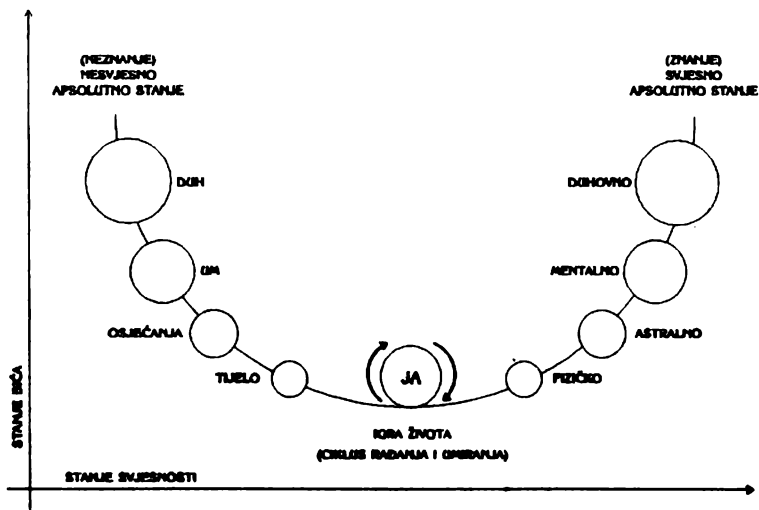 (NEZNANJE)
NESVJESNO
APSOLUTNO STANJE
(ZNANJE)
SVJESNO
APSOLUTNO STANJE
DUH
DUHOVNO
UM
MENTALNO
OSJEĆANJA
ASTRALNO
TIJELO
JA
FIZIČKO
IGRA ŽIVOTA
(CIKLUS RAĐANJA I UMIRANJA)
STANJE BIĆA
STANJE SVJESNOSTI